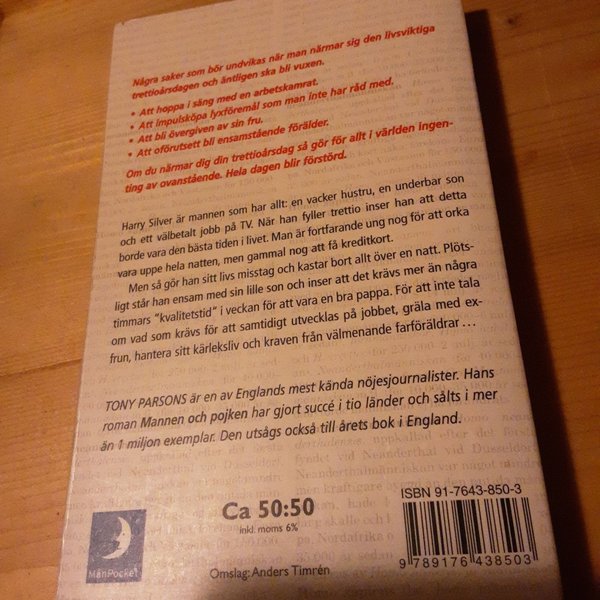 Några saker som bör undvikas när man närmar sig den livsviktiga
trettioårsdagen och äntligen ska bli vuxen.
• Att hoppa i säng med en arbetskamrat.
• Att impulsköpa lyxföremål som man inte har råd med.
• Att bli övergiven av sin fru.
• Att oförutsett bli ensamstående förälder.
Om du närmar dig din trettioårsdag så gör för allt i världen ingen-
ting av ovanstående. Hela dagen blir förstörd.
Harry Silver är mannen som har allt: en vacker hustru, en underbar son
och ett välbetalt jobb på TV. När han fyller trettio inser han att detta
borde vara den bästa tiden i livet. Man är fortfarande ung nog för att orka
vara uppe hela natten, men gammal nog att få kreditkort.
Men så gör han sitt livs misstag och kastar bort allt över en natt. Plöts-
ligt står han ensam med sin lille son och inser att det krävs mer än några
timmars "kvalitetstid" i veckan för att vara en bra pappa. För att inte tala
om vad som krävs för att samtidigt utvecklas på jobbet, gräla med ex-
frun, hantera sitt kärleksliv och kraven från välmenande farföräldrar ...
TONY PARSONS är en av Englands mest kända nöjesjournalister. Hans
roman Mannen och pojken har gjort succé i tio länder och sålts i mer
än 1 miljon exemplar. Den utsågs också till årets bok i England.
Ca 50:50
inkl. moms 6%
ISBN 91-7643-850-3
9 789176 438503
MånPocket
Omslag: Anders Timrén